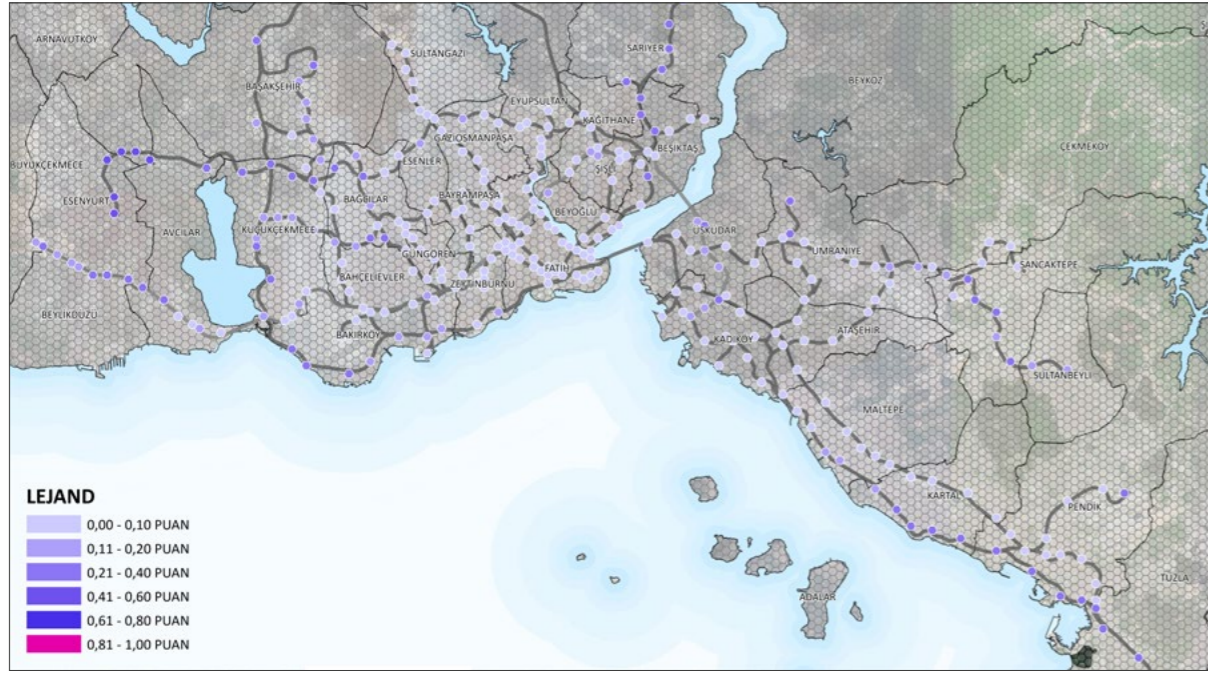 ARNAVUTKÖY
SULTANGAZİ
SARIYER
BEYKOZ
BAŞAKŞEHİR
EYÜPSULTAN
KAĞITHANE
ÇEKMEKÖY
GAZİOSMANPAŞA
BEŞİKTAŞ
BÜYÜKÇEKMECE
ESENLER
ŞİŞLİ
ESENYURT
BAĞCILAR
BAYRAMPAŞA
BEYOĞLU
AVCILAR
KÜÇÜKÇEKMECE
ÜSKÜDAR
ÜMRANİYE
GÜNGÖREN
FATİH
SANCAKTEPE
BAHÇELİEVLER
ZEYTİNBURNU
BEYLİKDÜZÜ
BAKIRKÖY
KADIKÖY
ATAŞEHİR
SULTANBEYLİ
MALTEPE
KARTAL
PENDİK
TUZLA
ADALAR
LEJAND
0,00 - 0,10 PUAN
0,11 - 0,20 PUAN
0,21 - 0,40 PUAN
0,41 - 0,60 PUAN
0,61 - 0,80 PUAN
0,81 - 1,00 PUAN